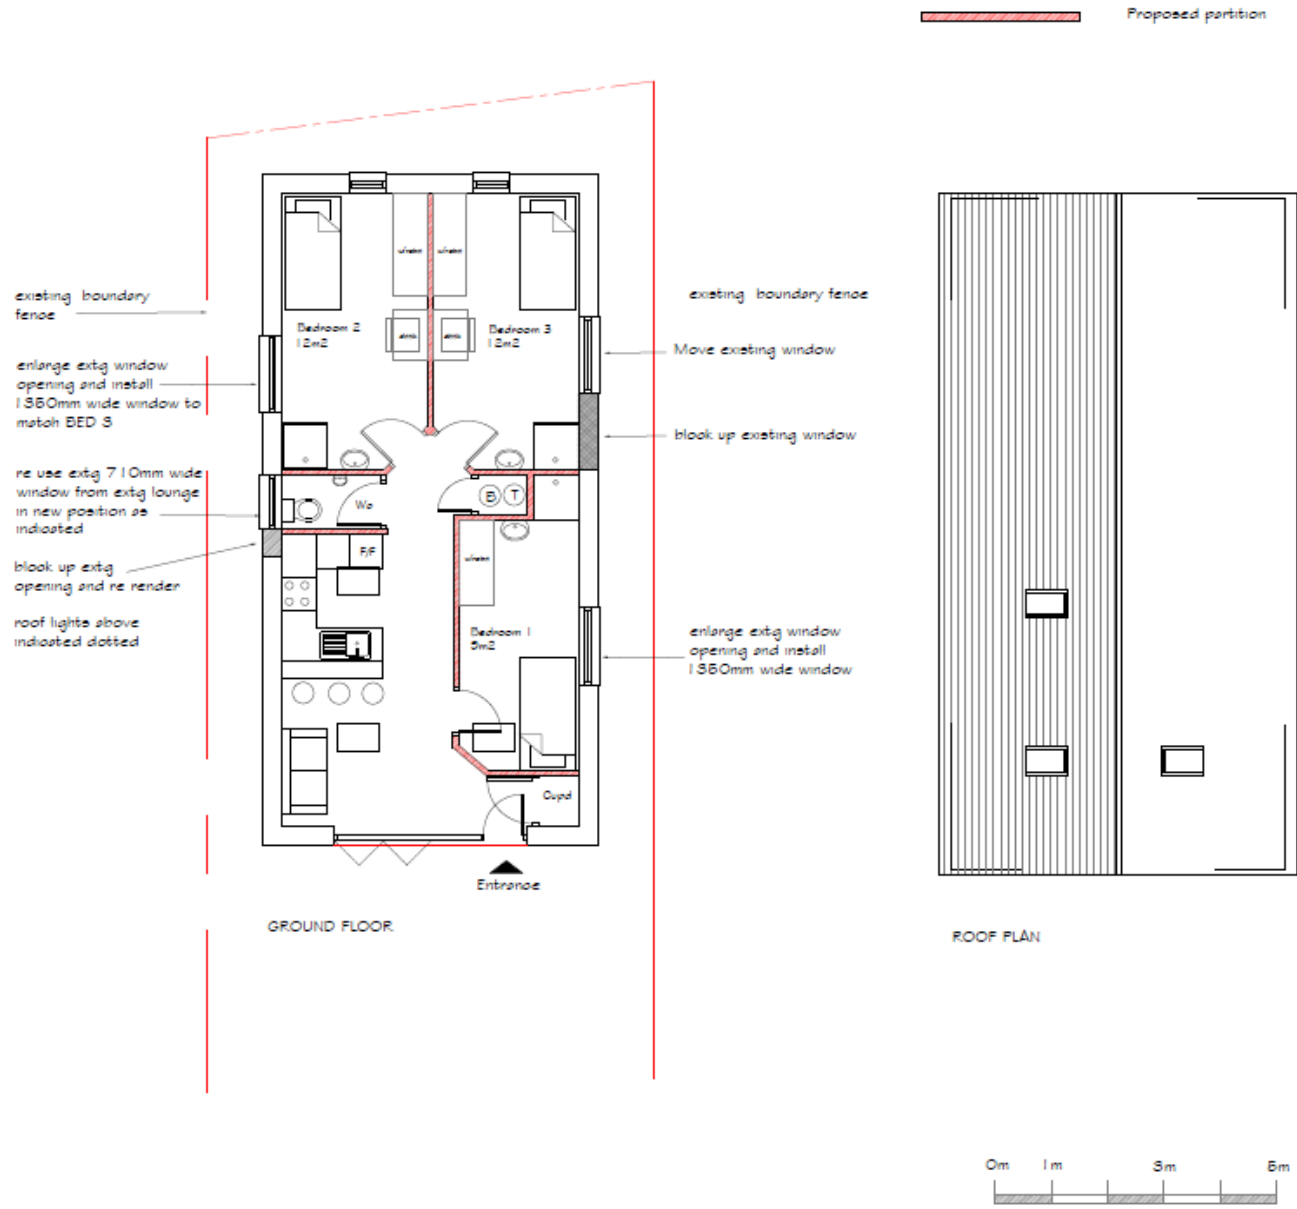 Proposed partition
existing boundary
fence
enlarge extg window
opening and install
1350mm wide window to
match BED 3
re use extg 710mm wide
window from extg lounge
in new position as
indicated
block up extg
opening and re render
roof lights above
indicated dotted
Bedroom 2
12m2
Bedroom 3
12m2
Wc
B
T
F/F
Bedroom 1
9m2
Cupd
Entrance
existing boundary fence
Move existing window
block up existing window
enlarge extg window
opening and install
1350mm wide window
GROUND FLOOR
ROOF PLAN
0m 1m 3m 5m